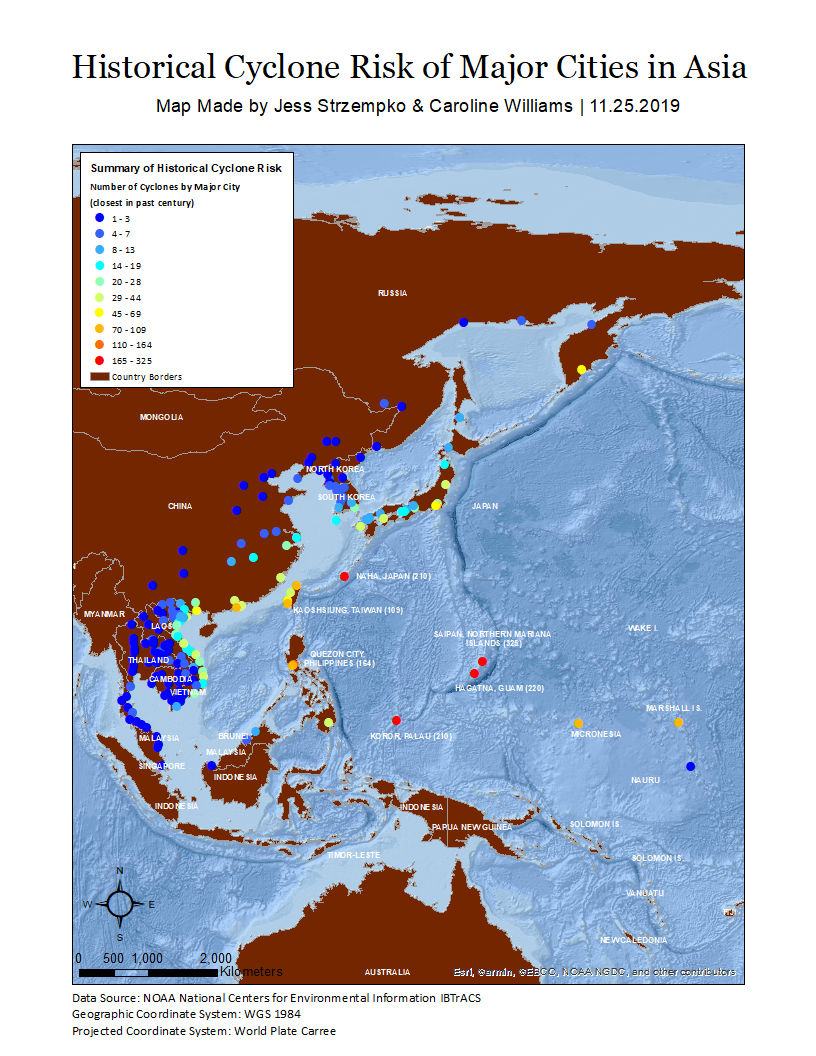 Historical Cyclone Risk of Major Cities in Asia
Map Made by Jess Strzempko & Caroline Williams | 11.25.2019
Summary of Historical Cyclone Risk
Number of Cyclones by Major City
(closest in past century)
1 - 3
4 - 7
8 - 13
14 - 19
20 - 28
29 - 44
45 - 69
70 - 109
110 - 164
165 - 325
Country Borders
RUSSIA
MONGOLIA
NORTH KOREA
SOUTH KOREA
CHINA
JAPAN
NAHA, JAPAN (210)
MYANMAR
KAOSHSIUNG, TAIWAN (105)
LAOS
WAKE I.
SAIPAN, NORTHERN MARIANA
ISLANDS (325)
QUEZON CITY,
PHILIPPINES (164)
THAILAND
CAMBODIA
VIETNAM
HAGATNA, GUAM (220)
MARSHALL IS.
MICRONESIA
KOROR, PALAU (210)
BRUNEI
MALAYSIA
MALAYSIA
SINGAPORE
INDONESIA
NAURU
INDONESIA
INDONESIA
PAPUA NEW GUINEA
SOLOMON IS.
TIMOR-LESTE
SOLOMON IS.
VANUATU
NEW CALEDONIA
N
W
E
S
0 500 1,000 2,000
Kilometers
AUSTRALIA
Esri, Garmin, GEBCO, NOAA NGDC, and other contributors
Data Source: NOAA National Centers for Environmental Information IBTrACS
Geographic Coordinate System: WGS 1984
Projected Coordinate System: World Plate Carree